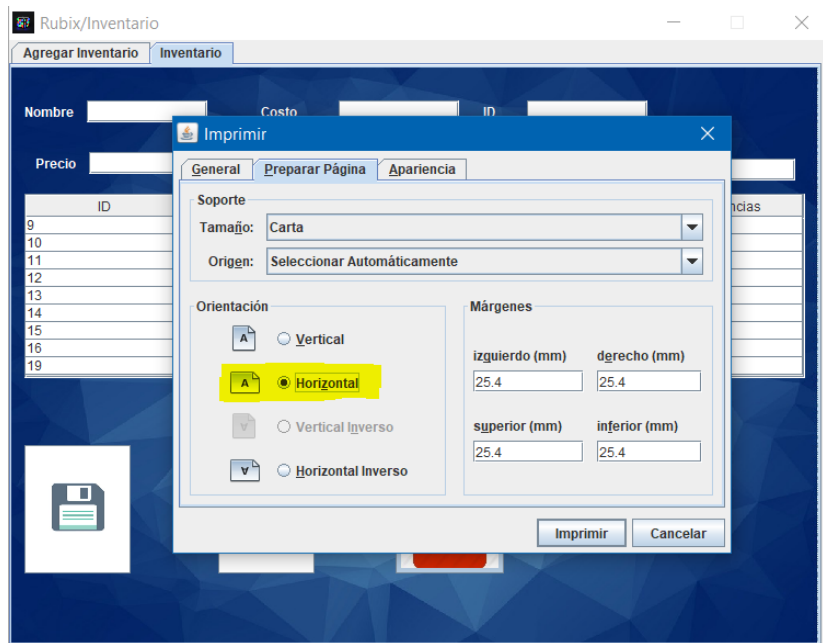 Rubix/Inventario
Agregar Inventario Inventario
Nombre Costo ID
Imprimir
Precio
General Preparar Página Apariencia
Soporte
ID
Tamaño: Carta
9
10
Origen: Seleccionar Automáticamente
11
12
13
14
15
16
19
Orientación
A Vertical
A Horizontal
A Vertical Inverso
A Horizontal Inverso
Márgenes
izquierdo (mm) derecho (mm)
25.4 25.4
superior (mm) inferior (mm)
25.4 25.4
Imprimir Cancelar